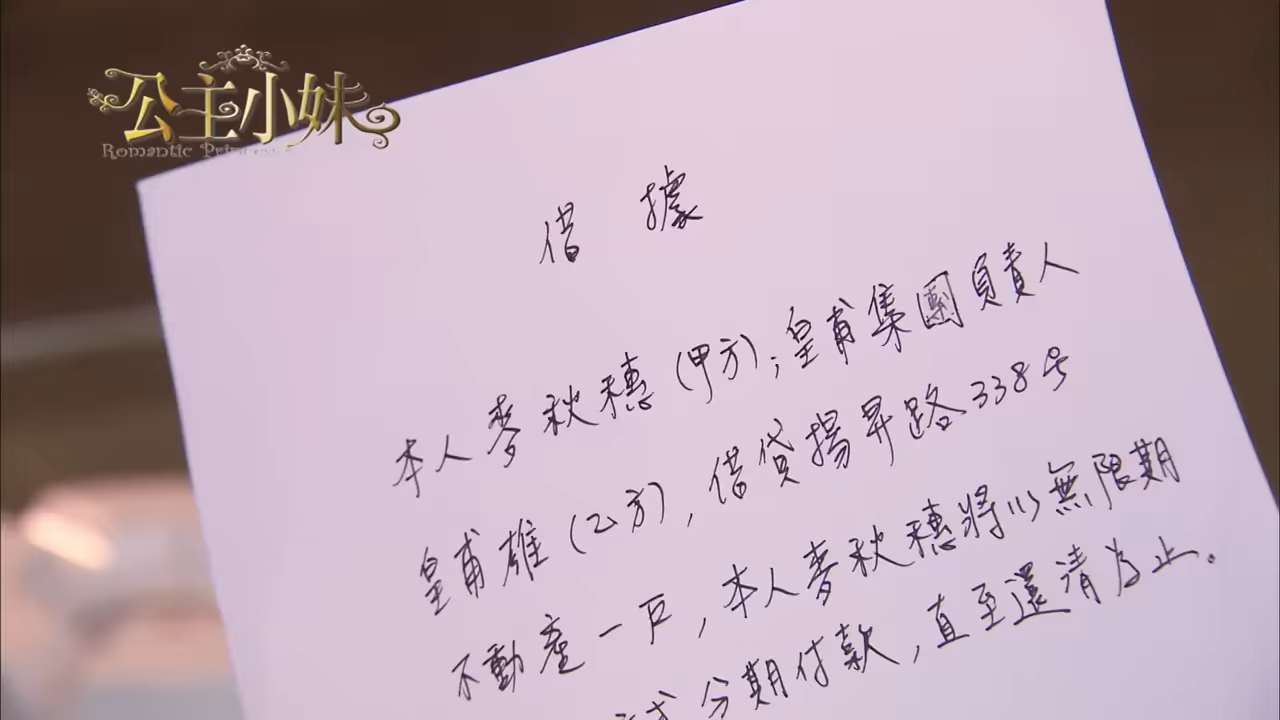 公主小妹
Romantic Princess
借據
本人麥秋穗(甲方);皇甫集團負責人
皇甫雄(乙方),借貸揚昇路338号
不動產一戶,本人麥秋穗將以無限期
式分期付款,直至還清為止。